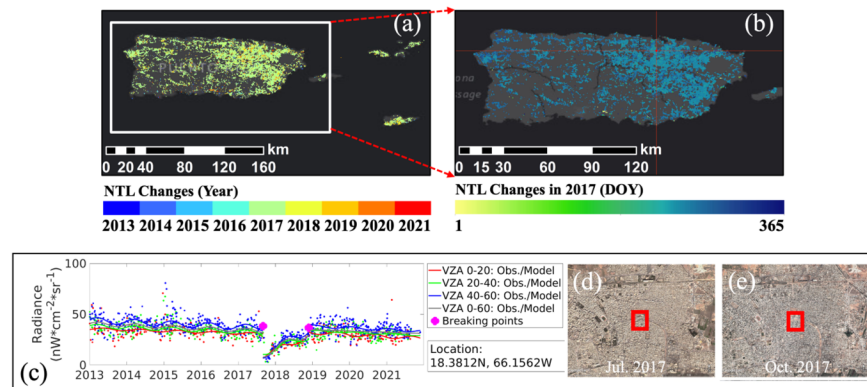 (a)
PUERTO
km
0 20 40 80 120 160
NTL Changes (Year)
2013 2014 2015 2016 2017 2018 2019 2020 2021
(b)
ona
ssage
km
0 15 30 60 90 120
NTL Changes in 2017 (DOY)
1 365
100
50
0
Radiance
(nW*cm⁻²*sr⁻¹)
2013 2014 2015 2016 2017 2018 2019 2020 2021
(c)
VZA 0-20: Obs./Model
VZA 20-40: Obs./Model
VZA 40-60: Obs./Model
VZA 0-60: Obs./Model
Breaking points
Location:
18.3812N, 66.1562W
(d)
Jul. 2017
(e)
Oct. 2017